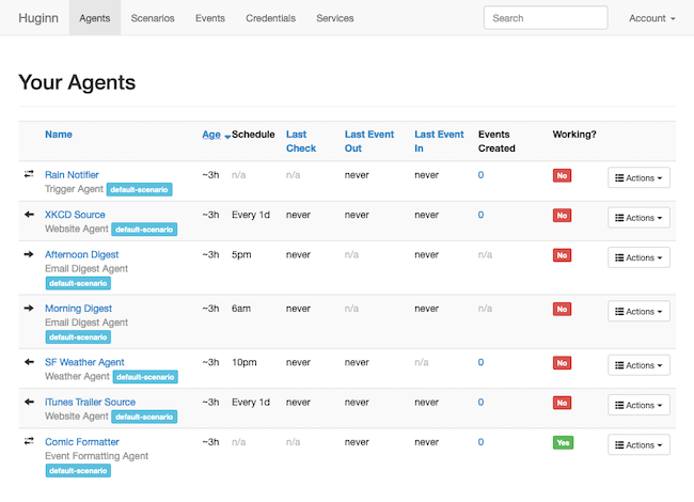 Huginn Agents Scenarios Events Credentials Services Search Account
Your Agents
Name Age Schedule Last Check Last Event Out Last Event In Events Created Working?
Rain Notifier ~3h n/a n/a never never 0 No Actions
Trigger Agent default-scenario
XKCD Source ~3h Every 1d never never never 0 No Actions
Website Agent default-scenario
Afternoon Digest ~3h 5pm never n/a never n/a No Actions
Email Digest Agent
default-scenario
Morning Digest ~3h 6am never n/a never n/a No Actions
Email Digest Agent
default-scenario
SF Weather Agent ~3h 10pm never never n/a 0 No Actions
Weather Agent default-scenario
iTunes Trailer Source ~3h Every 1d never never never 0 No Actions
Website Agent default-scenario
Comic Formatter ~3h n/a n/a never never 0 Yes Actions
Event Formatting Agent
default-scenario